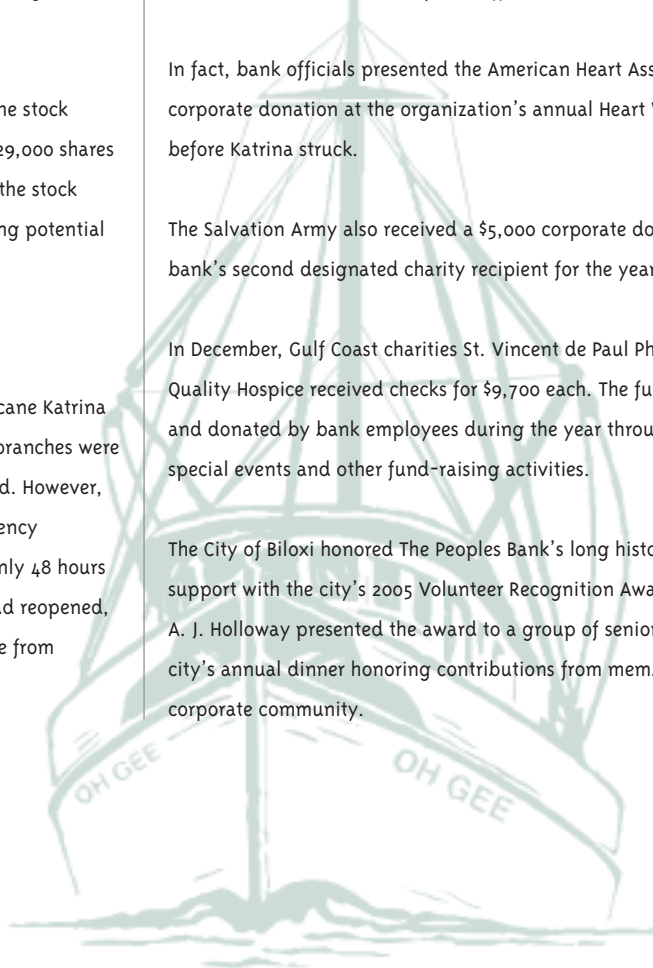 he stock
29,000 shares
the stock
ng potential
cane Katrina
branches were
d. However,
ency
nly 48 hours
ad reopened,
e from
In fact, bank officials presented the American Heart Ass
corporate donation at the organization's annual Heart
before Katrina struck.
The Salvation Army also received a $5,000 corporate do
bank's second designated charity recipient for the year
In December, Gulf Coast charities St. Vincent de Paul Ph
Quality Hospice received checks for $9,700 each. The fu
and donated by bank employees during the year throu
special events and other fund-raising activities.
The City of Biloxi honored The Peoples Bank's long histo
support with the city's 2005 Volunteer Recognition Awa
A. J. Holloway presented the award to a group of senior
city's annual dinner honoring contributions from mem
corporate community.
OH GEE
OH GEE